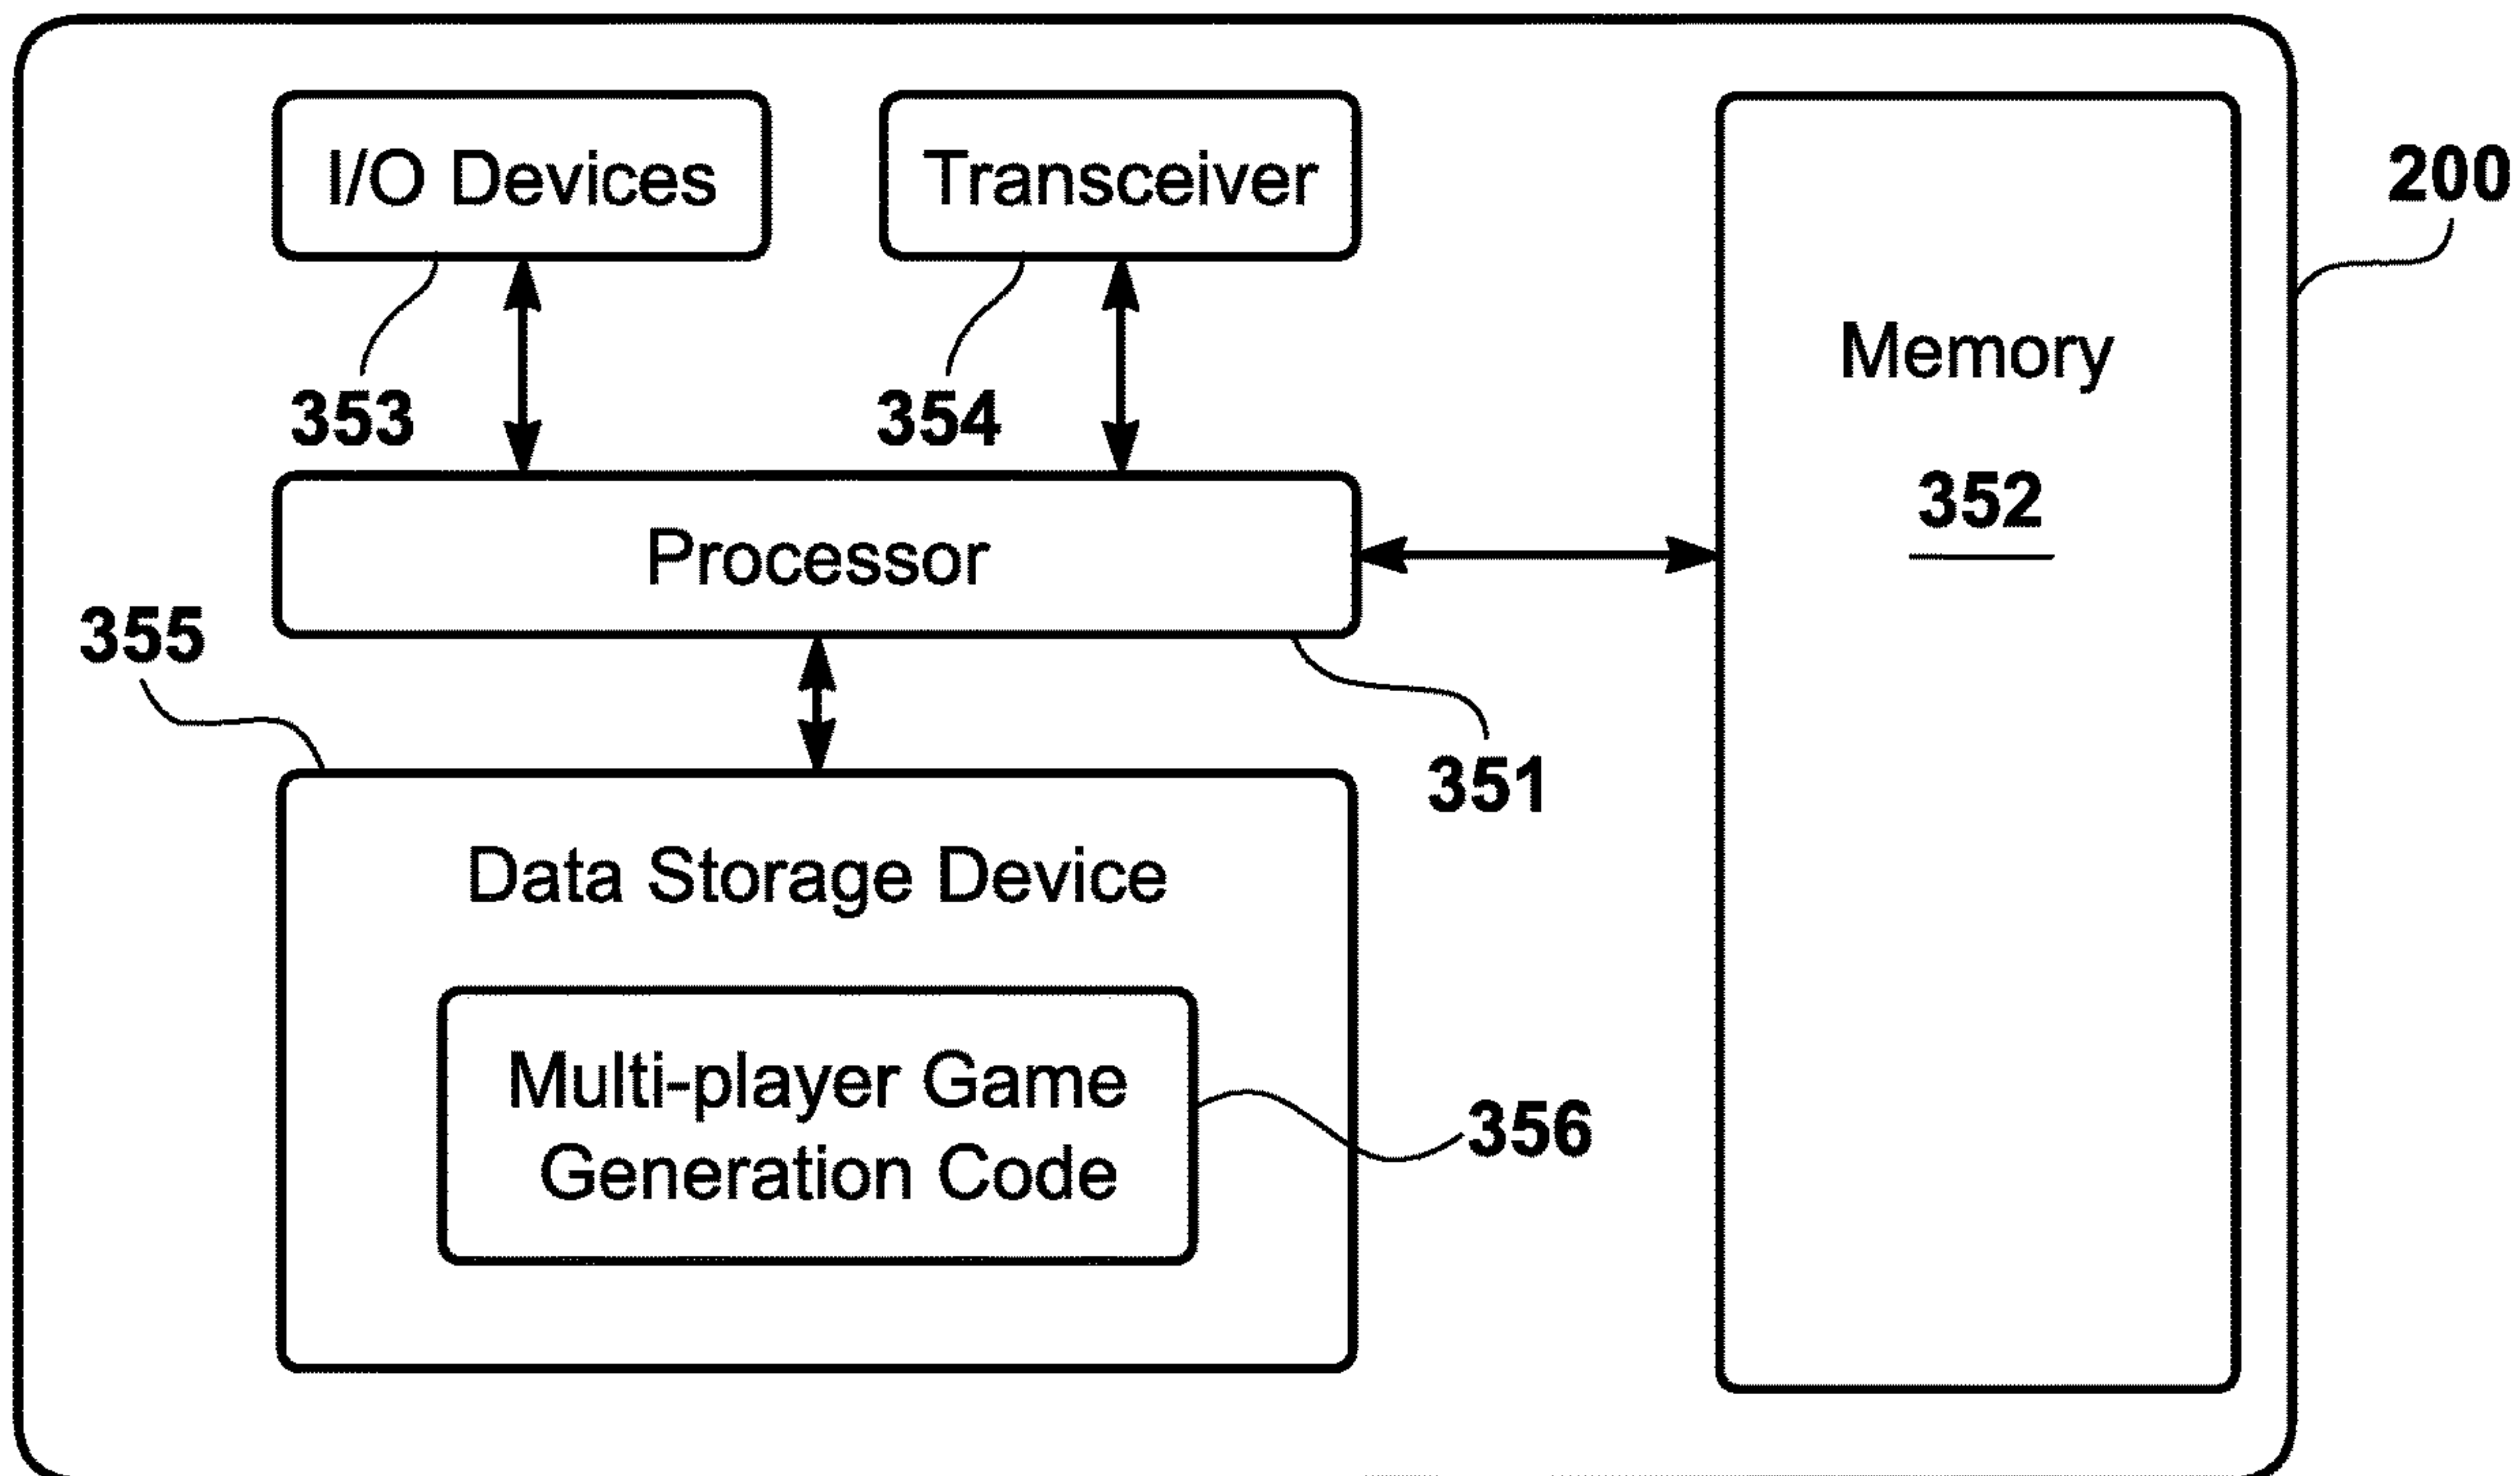 I/O Devices
Transceiver
200
Memory
353
354
352
Processor
355
351
Data Storage Device
Multi-player Game
Generation Code
356